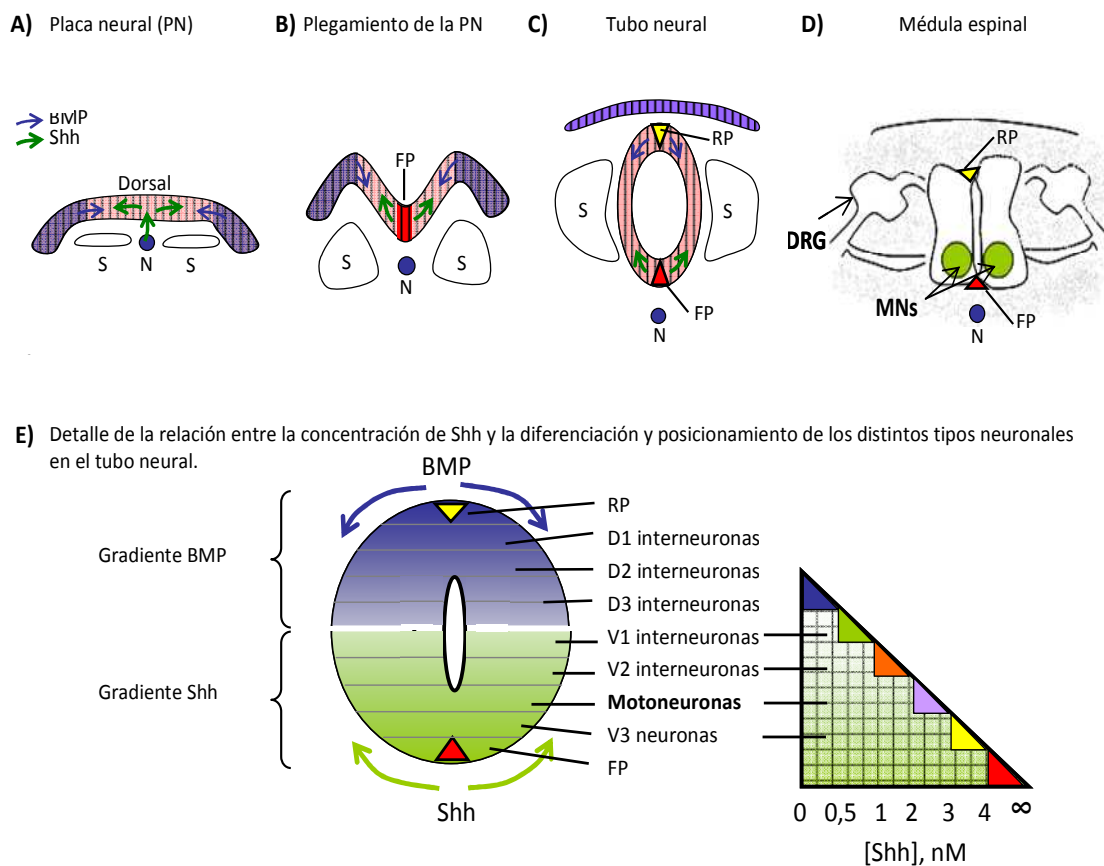 A) Placa neural (PN)
B) Plegamiento de la PN
C) Tubo neural
D) Médula espinal
BMP
Shh
Dorsal
S
N
S
FP
S
S
N
RP
S
S
FP
N
RP
DRG
MNs
FP
N
E) Detalle de la relación entre la concentración de Shh y la diferenciación y posicionamiento de los distintos tipos neuronales
en el tubo neural.
BMP
Gradiente BMP
Gradiente Shh
RP
D1 interneuronas
D2 interneuronas
D3 interneuronas
V1 interneuronas
V2 interneuronas
Motoneuronas
V3 neuronas
FP
Shh
0 0,5 1 2 3 4 ∞
[Shh], nM